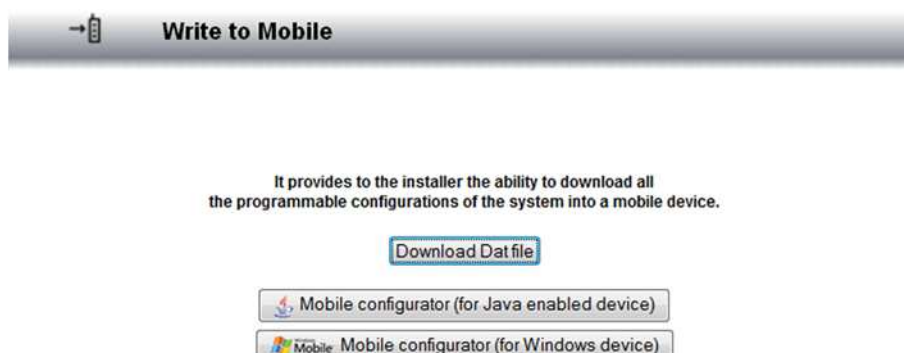 Write to Mobile
It provides to the installer the ability to download all
the programmable configurations of the system into a mobile device.
Download Dat file
Mobile configurator (for Java enabled device)
Mobile Mobile configurator (for Windows device)